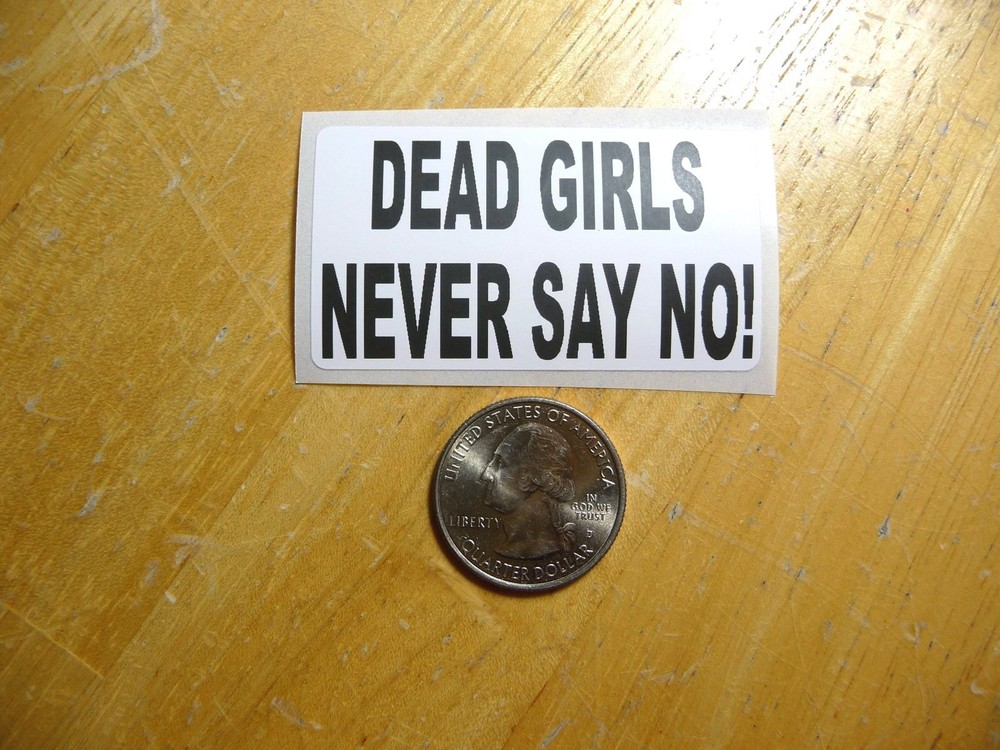 DEAD GIRLS
NEVER SAY NO!
UNITED STATES OF AMERICA
LIBERTY
IN
GOD WE
TRUST
QUARTER DOLLAR